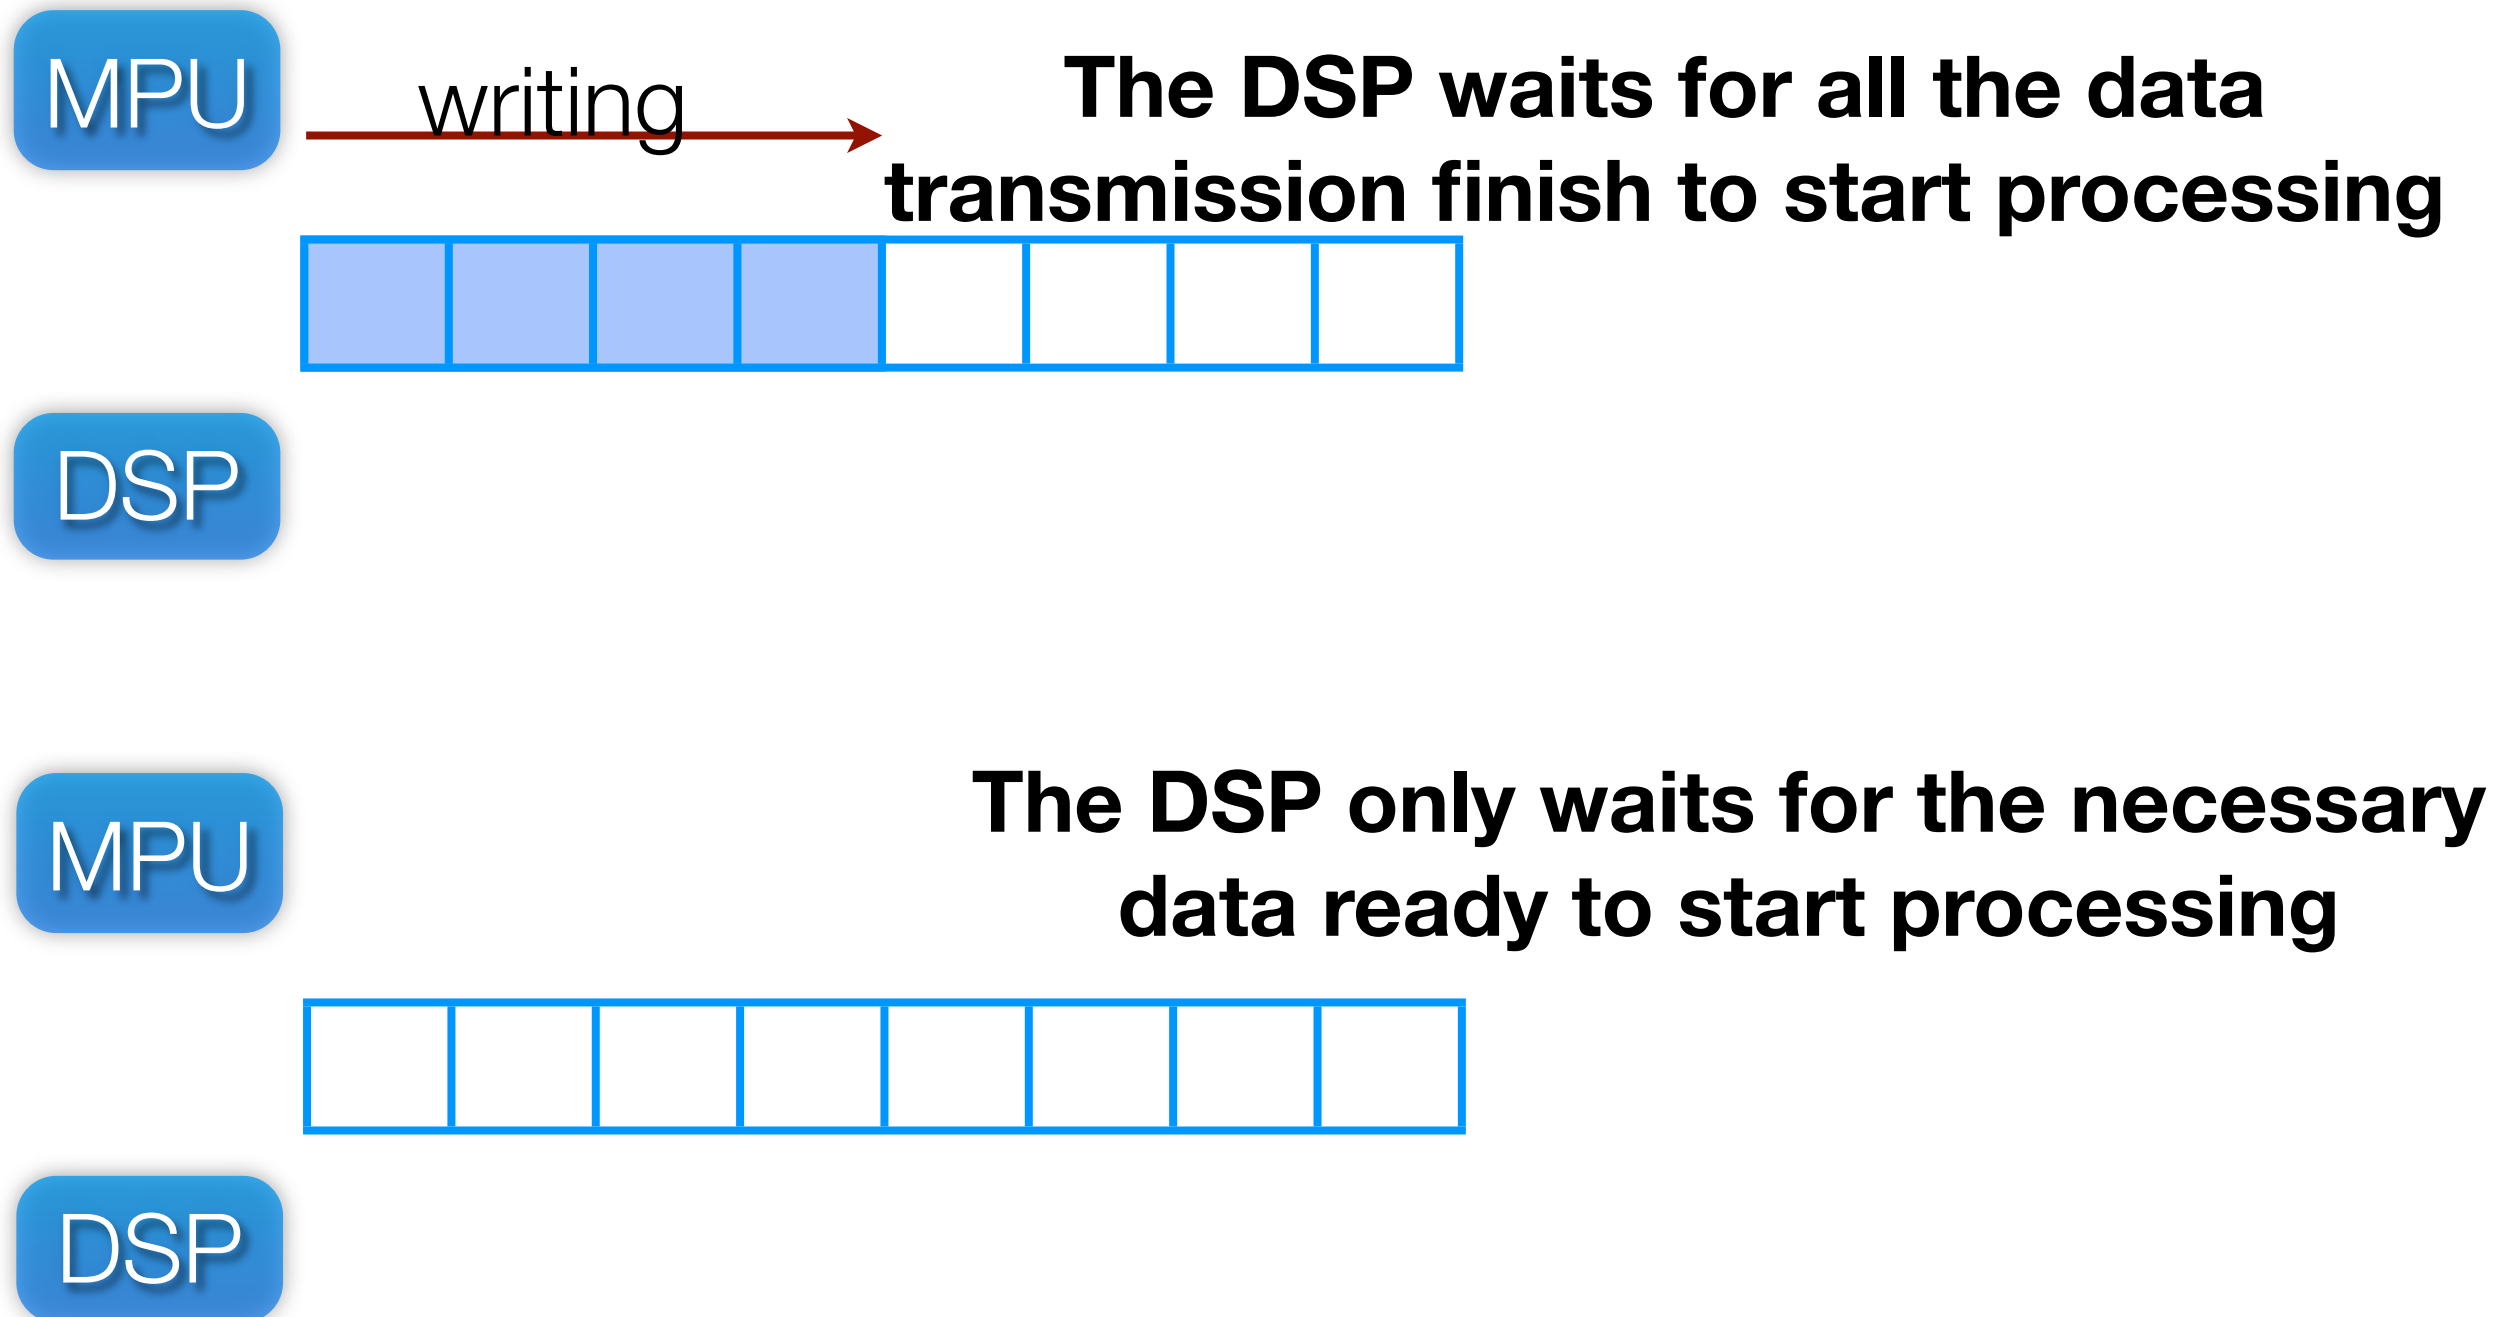 MPU
writing
The DSP waits for all the data
transmission finish to start processing
DSP
MPU
The DSP only waits for the necessary
data ready to start processing
DSP